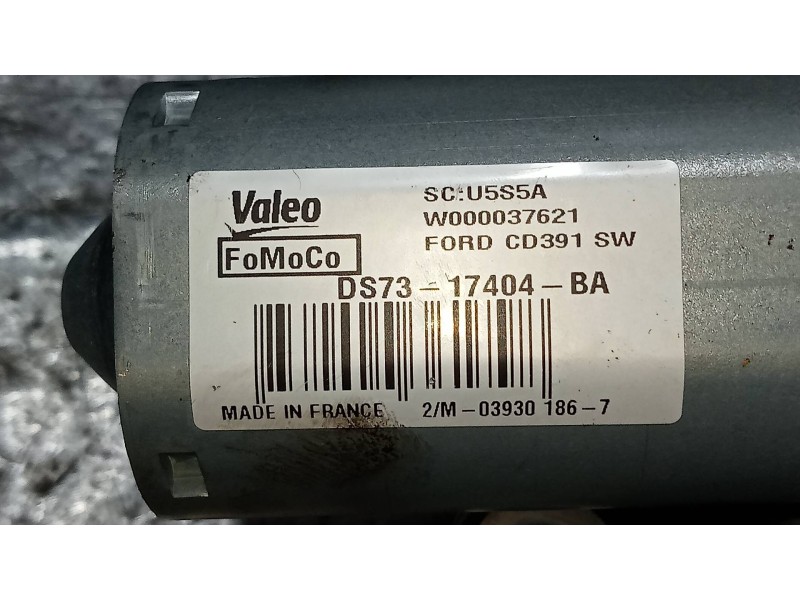 Valeo
SC:U5S5A
W000037621
FORD CD391 SW
FoMoCo
DS73-17404-BA
MADE IN FRANCE 2/M-03930 186-7